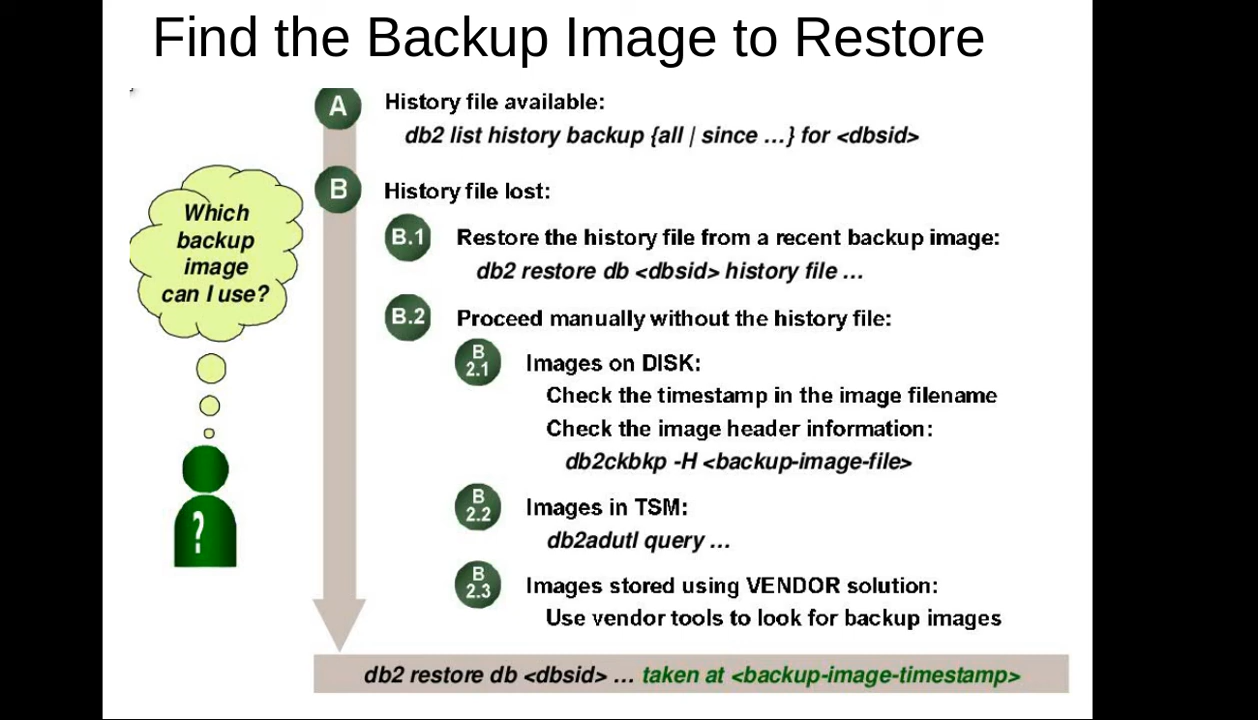 Find the Backup Image to Restore
A
History file available:
db2 list history backup {all | since ...} for <dbsid>
B
History file lost:
Which
backup
image
can I use?
B.1
Restore the history file from a recent backup image:
db2 restore db <dbsid> history file ...
B.2
Proceed manually without the history file:
B
2.1
Images on DISK:
Check the timestamp in the image filename
Check the image header information:
db2ckbkp -H <backup-image-file>
B
2.2
Images in TSM:
db2adutl query ...
B
2.3
Images stored using VENDOR solution:
Use vendor tools to look for backup images
?
db2 restore db <dbsid> ... taken at <backup-image-timestamp>